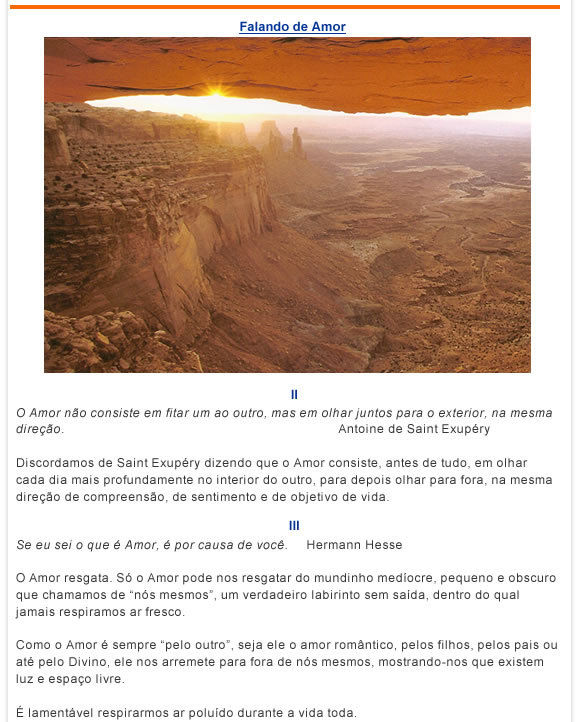 Falando de Amor
II
O Amor não consiste em fitar um ao outro, mas em olhar juntos para o exterior, na mesma
direção. Antoine de Saint Exupéry
Discordamos de Saint Exupéry dizendo que o Amor consiste, antes de tudo, em olhar
cada dia mais profundamente no interior do outro, para depois olhar para fora, na mesma
direção de compreensão, de sentimento e de objetivo de vida.
III
Se eu sei o que é Amor, é por causa de você. Hermann Hesse
O Amor resgata. Só o Amor pode nos resgatar do mundinho medíocre, pequeno e obscuro
que chamamos de “nós mesmos”, um verdadeiro labirinto sem saída, dentro do qual
jamais respiramos ar fresco.
Como o Amor é sempre “pelo outro”, seja ele o amor romântico, pelos filhos, pelos pais ou
até pelo Divino, ele nos arremete para fora de nós mesmos, mostrando-nos que existem
luz e espaço livre.
É lamentável respirarmos ar poluído durante a vida toda.